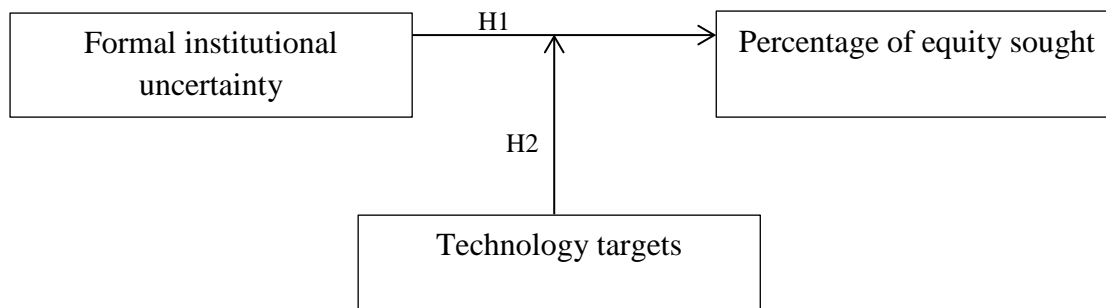 H1
Formal institutional
uncertainty
Percentage of equity sought
H2
Technology targets